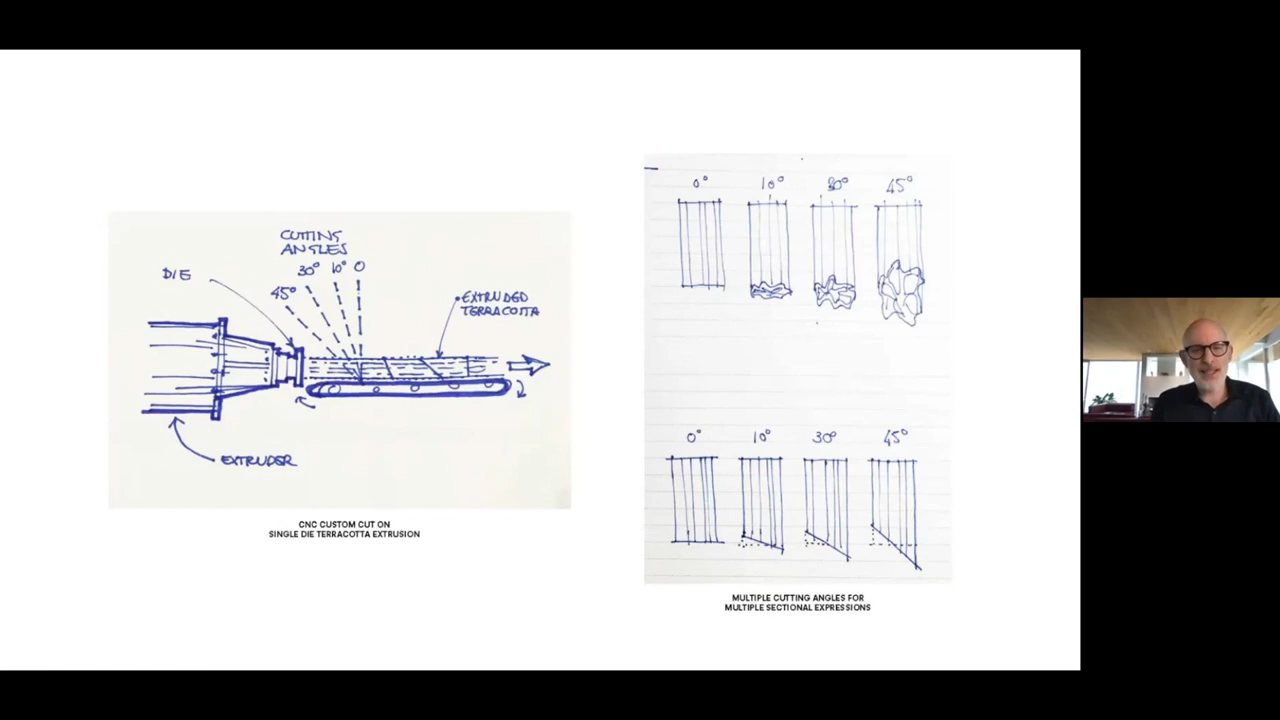 CUTTING
ANGLES
45° 30° 10° 0
DIE
EXTRUDED
TERRACOTTA
EXTRUDER
CNC CUSTOM CUT ON
SINGLE DIE TERRACOTTA EXTRUSION
0° 10° 30° 45°
0° 10° 30° 45°
MULTIPLE CUTTING ANGLES FOR
MULTIPLE SECTIONAL EXPRESSIONS